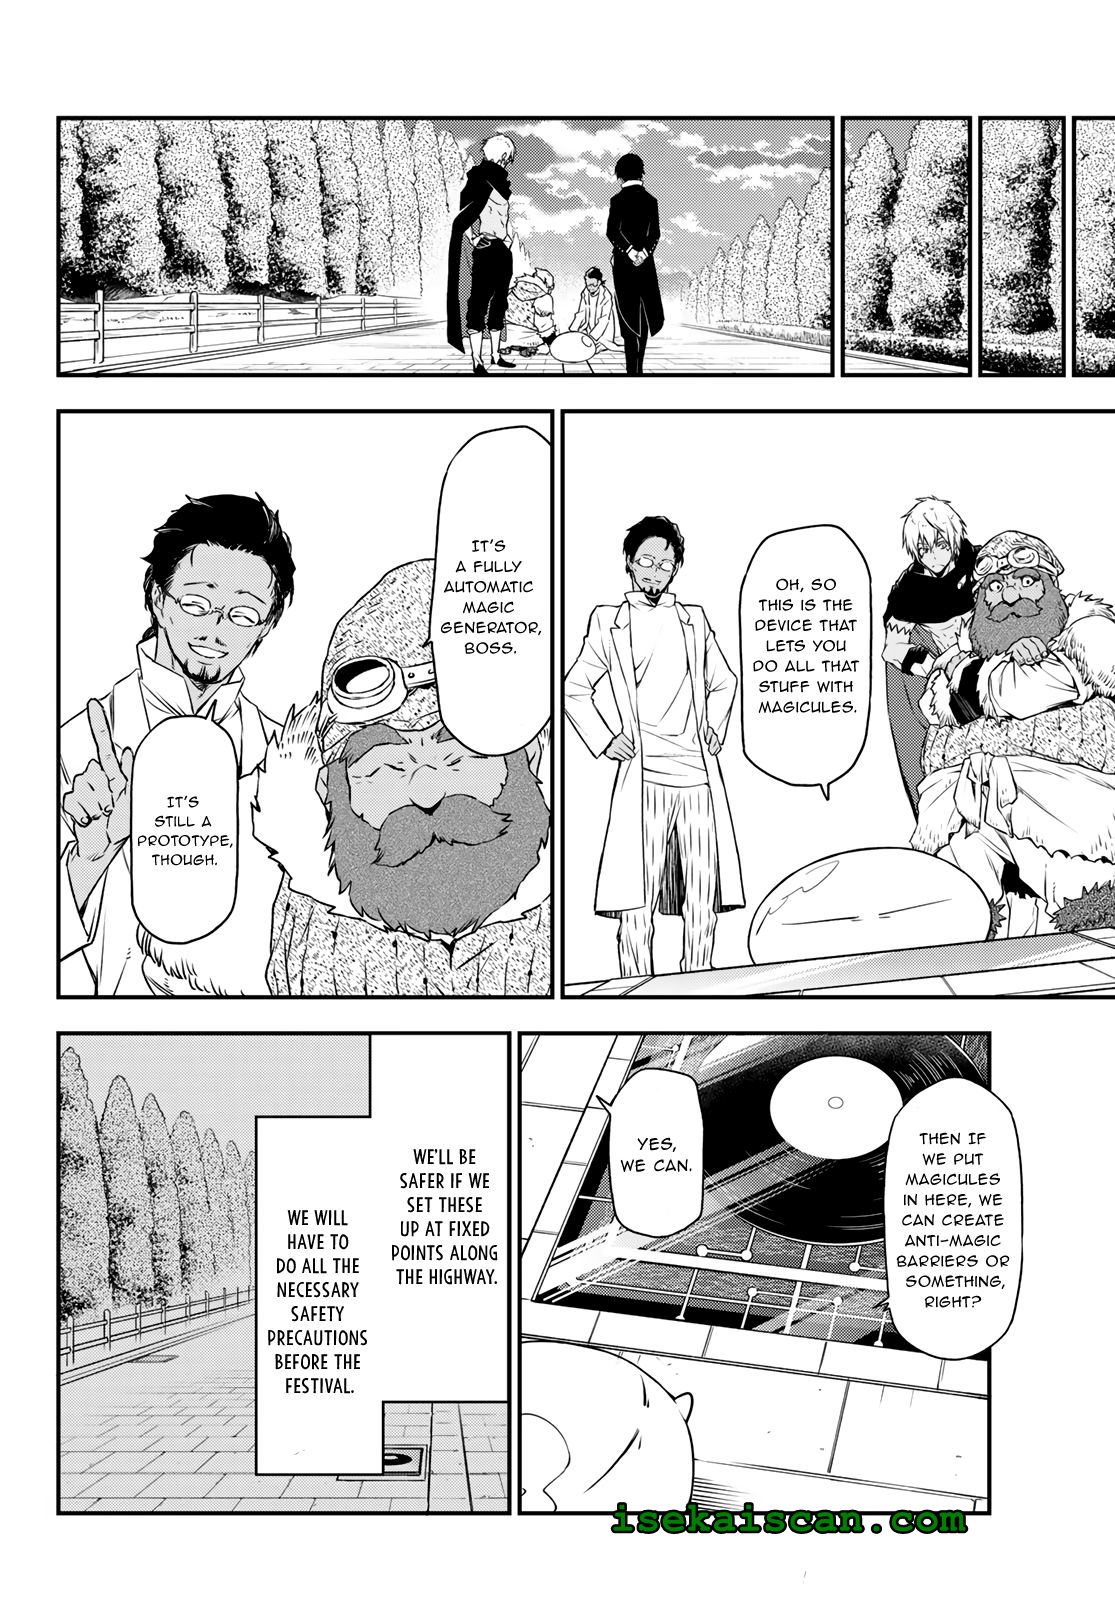 OH, SO
THIS IS THE
DEVICE THAT
LETS YOU
DO ALL THAT
STUFF WITH
MAGICULES.
IT'S
A FULLY
AUTOMATIC
MAGIC
GENERATOR,
BOSS.
IT'S
STILL A
PROTOTYPE,
THOUGH.
THEN IF
WE PUT
MAGICULES
IN HERE, WE
CAN CREATE
ANTI-MAGIC
BARRIERS OR
SOMETHING,
RIGHT?
YES,
WE CAN.
WE'LL BE
SAFER IF WE
SET THESE
UP AT FIXED
POINTS ALONG
THE HIGHWAY.
WE WILL
HAVE TO
DO ALL THE
NECESSARY
SAFETY
PRECAUTIONS
BEFORE THE
FESTIVAL.
isekaiscan.com